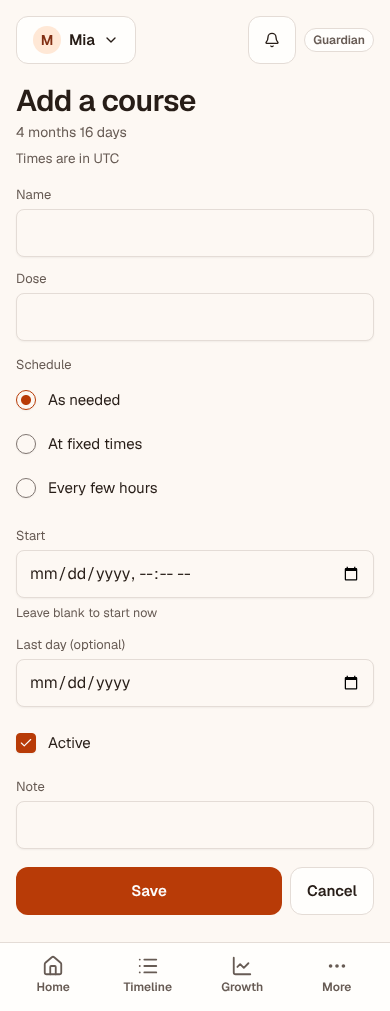 M Mia
Guardian
Add a course
4 months 16 days
Times are in UTC
Name
Dose
Schedule
As needed
At fixed times
Every few hours
Start
mm/dd/yyyy, --:-- --
Leave blank to start now
Last day (optional)
mm/dd/yyyy
Active
Note
Save Cancel
Home Timeline Growth More